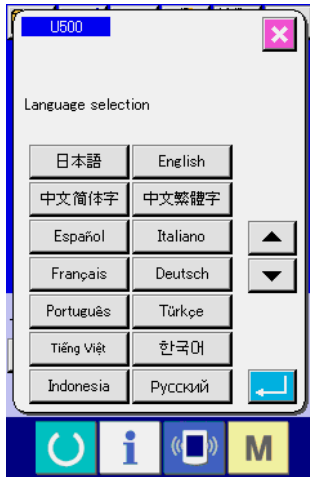 U500
Language selection
日本語 English
中文简体字 中文繁體字
Español Italiano
Français Deutsch
Português Türkçe
Tiếng Việt 한국어
Indonesia Русский
i M